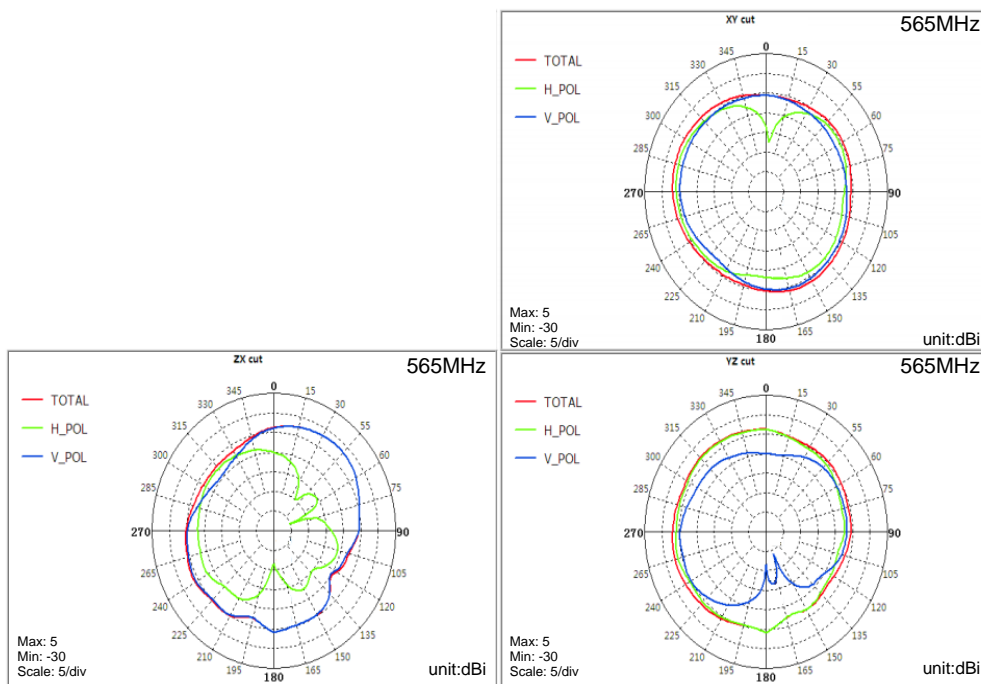 XY cut
565MHz
TOTAL
H_POL
V_POL
0
15
30
55
60
75
90
105
120
135
150
165
180
195
210
225
240
265
270
285
300
315
330
345
Max: 5
Min: -30
Scale: 5/div
unit:dBi
ZX cut
565MHz
TOTAL
H_POL
V_POL
0
15
30
55
60
75
90
105
120
135
150
165
180
195
210
225
240
265
270
285
300
315
330
345
Max: 5
Min: -30
Scale: 5/div
unit:dBi
YZ cut
565MHz
TOTAL
H_POL
V_POL
0
15
30
55
60
75
90
105
120
135
150
165
180
195
210
225
240
265
270
285
300
315
330
345
Max: 5
Min: -30
Scale: 5/div
unit:dBi